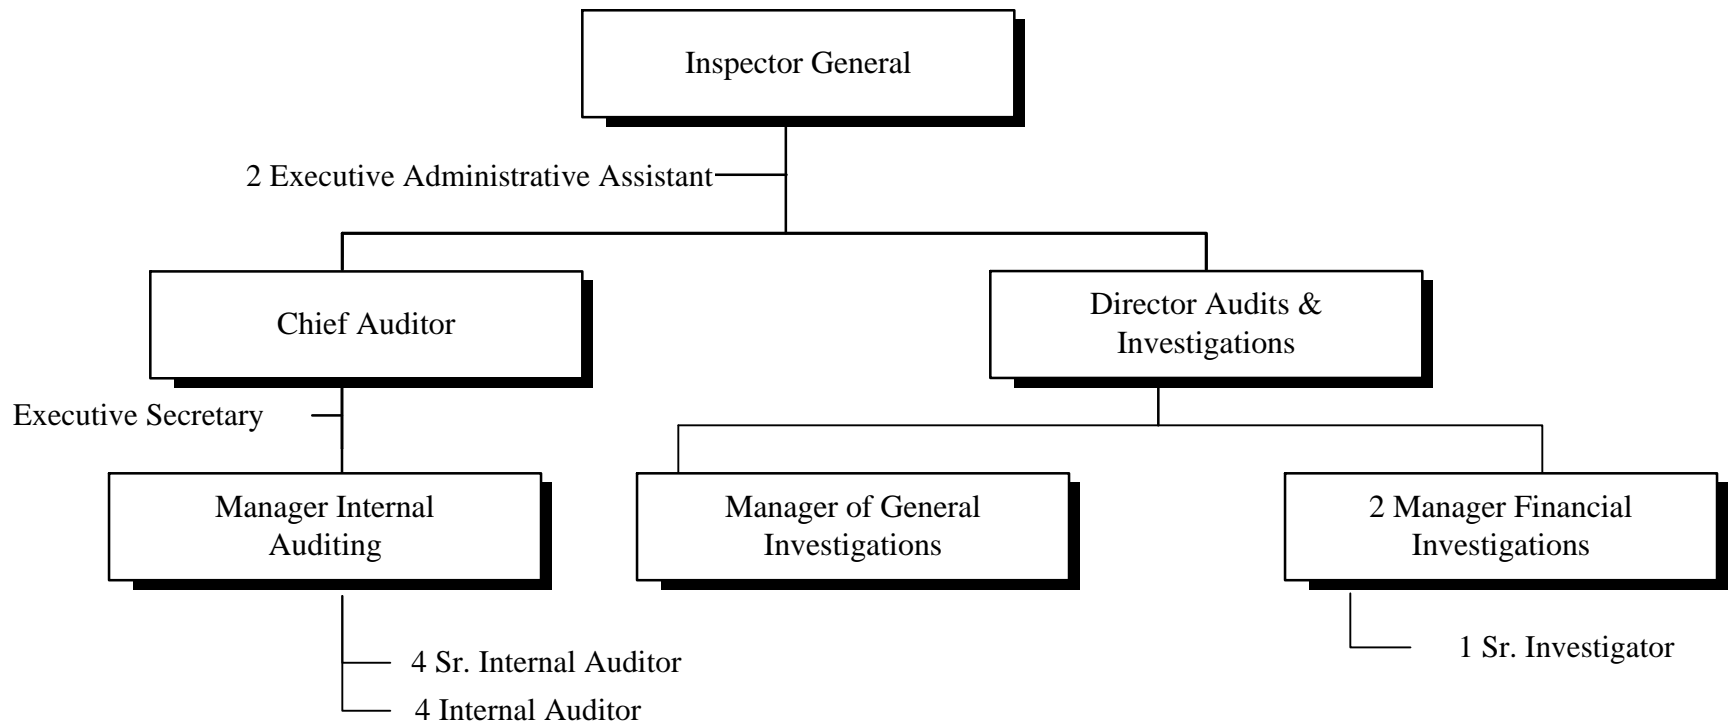 Inspector General
2 Executive Administrative Assistant
Chief Auditor
Director Audits &
Investigations
Executive Secretary
Manager Internal
Auditing
Manager of General
Investigations
2 Manager Financial
Investigations
4 Sr. Internal Auditor
4 Internal Auditor
1 Sr. Investigator